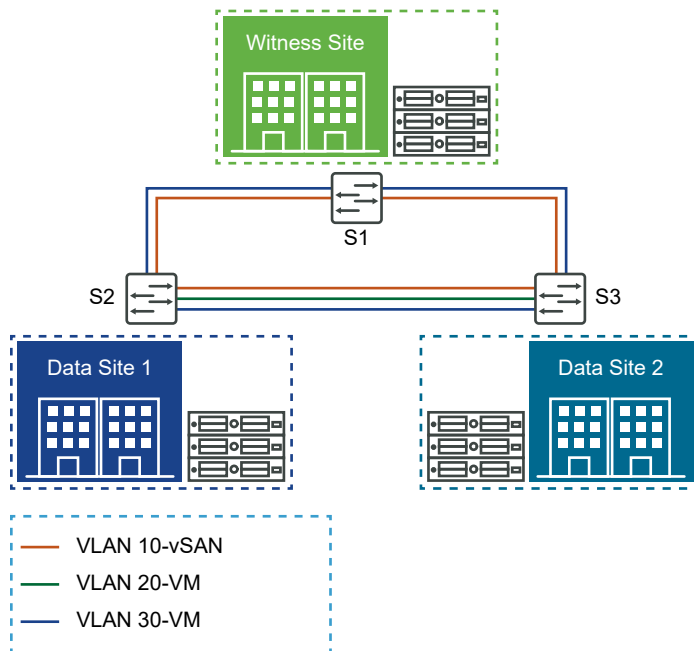 Witness Site
S1
S2
S3
Data Site 1
Data Site 2
VLAN 10-vSAN
VLAN 20-VM
VLAN 30-VM